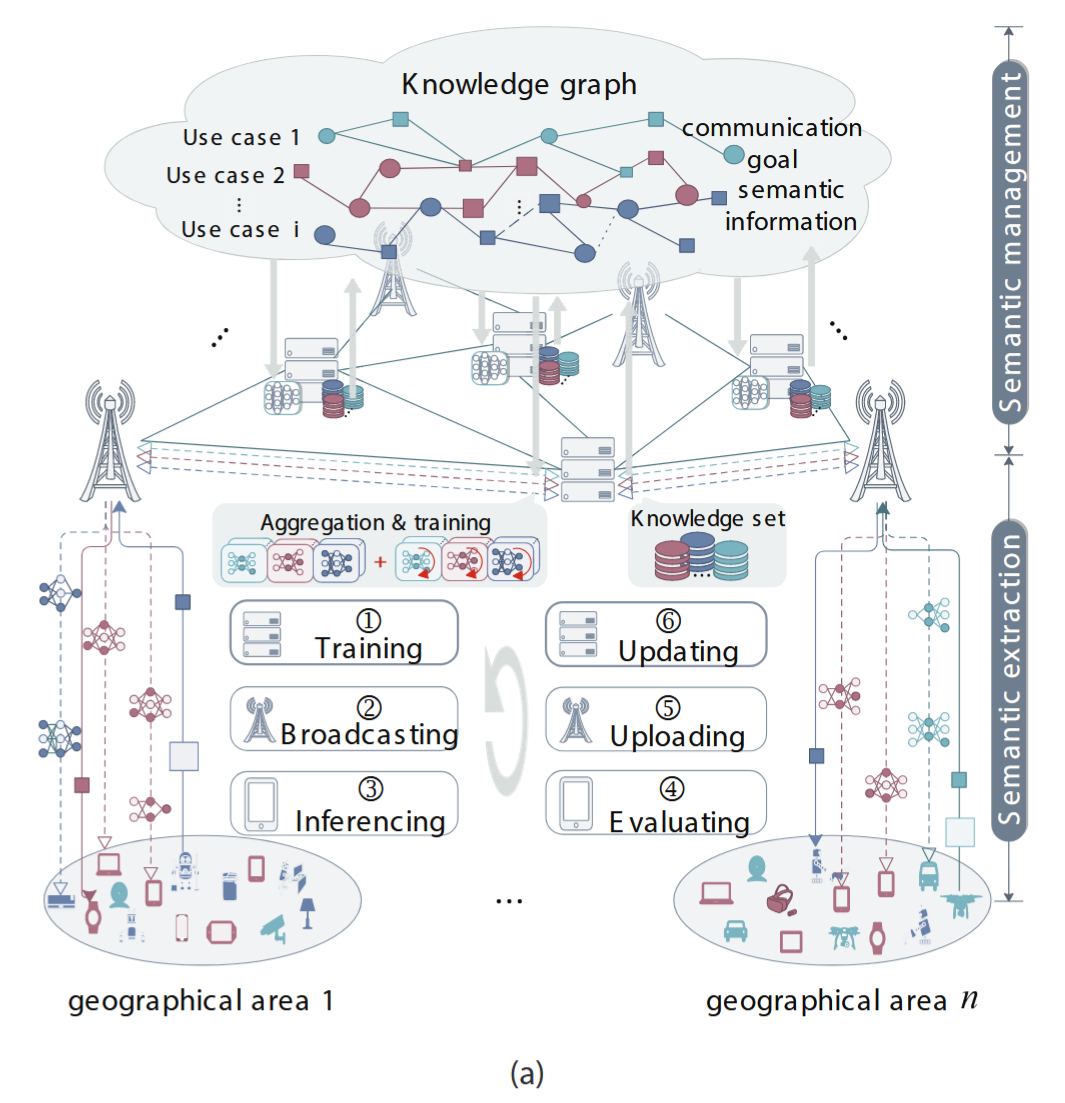 Knowledge graph
Use case 1
communication
goal
Use case 2
semantic
⋮
information
Use case i
...
Semantic management
Aggregation & training
+
Knowledge set
...
Semantic extraction
① Training
⑥ Updating
② Broadcasting
⑤ Uploading
③ Inferencing
④ Evaluating
...
geographical area 1
geographical area n
(a)